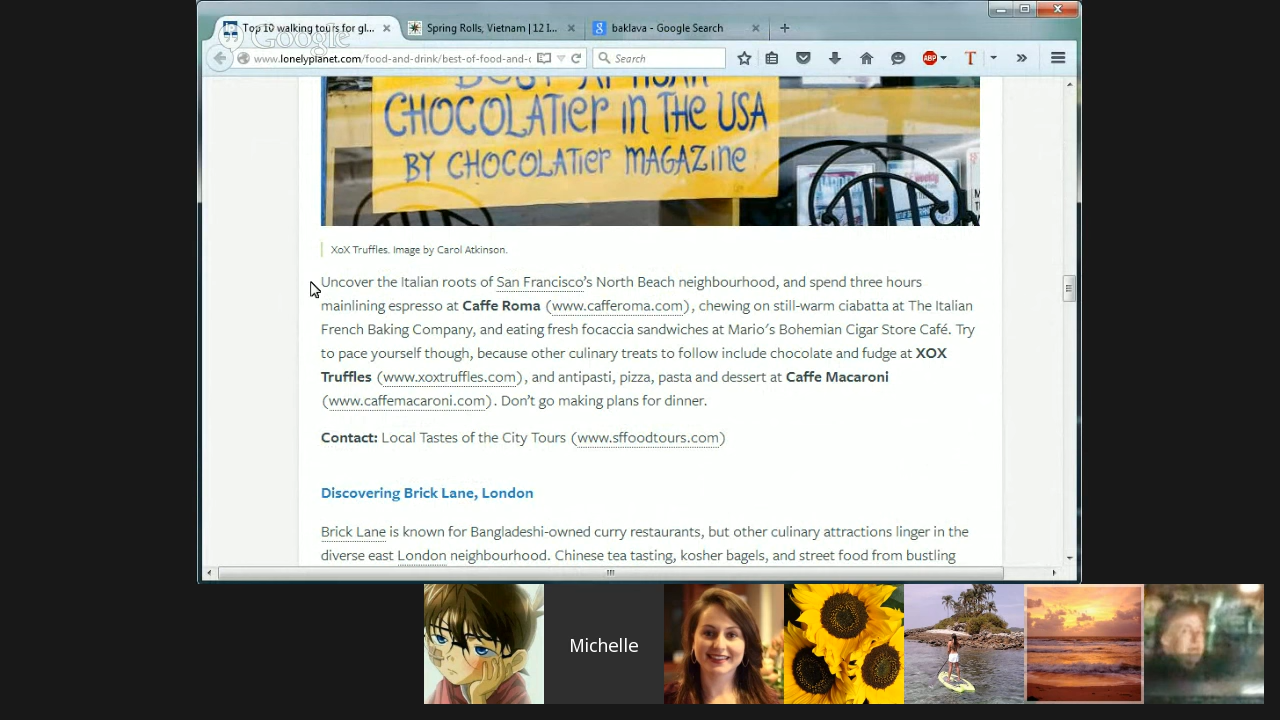 Top 10 walking tours for gl...
Spring Rolls, Vietnam | 12 I...
baklava - Google Search
Google
www.lonelyplanet.com/food-and-drink/best-of-food-and-c
Search
ABP
T
CHOCOLATIER IN THE USA
BY CHOCOLATIER MAGAZINE
XoX Truffles. Image by Carol Atkinson.
Uncover the Italian roots of San Francisco's North Beach neighbourhood, and spend three hours
mainlining espresso at Caffe Roma (www.cafferoma.com), chewing on still-warm ciabatta at The Italian
French Baking Company, and eating fresh focaccia sandwiches at Mario's Bohemian Cigar Store Café. Try
to pace yourself though, because other culinary treats to follow include chocolate and fudge at XOX
Truffles (www.xoxtruffles.com), and antipasti, pizza, pasta and dessert at Caffe Macaroni
(www.caffemacaroni.com). Don't go making plans for dinner.
Contact: Local Tastes of the City Tours (www.sffoodtours.com)
Discovering Brick Lane, London
Brick Lane is known for Bangladeshi-owned curry restaurants, but other culinary attractions linger in the
diverse east London neighbourhood. Chinese tea tasting, kosher bagels, and street food from bustling
Michelle